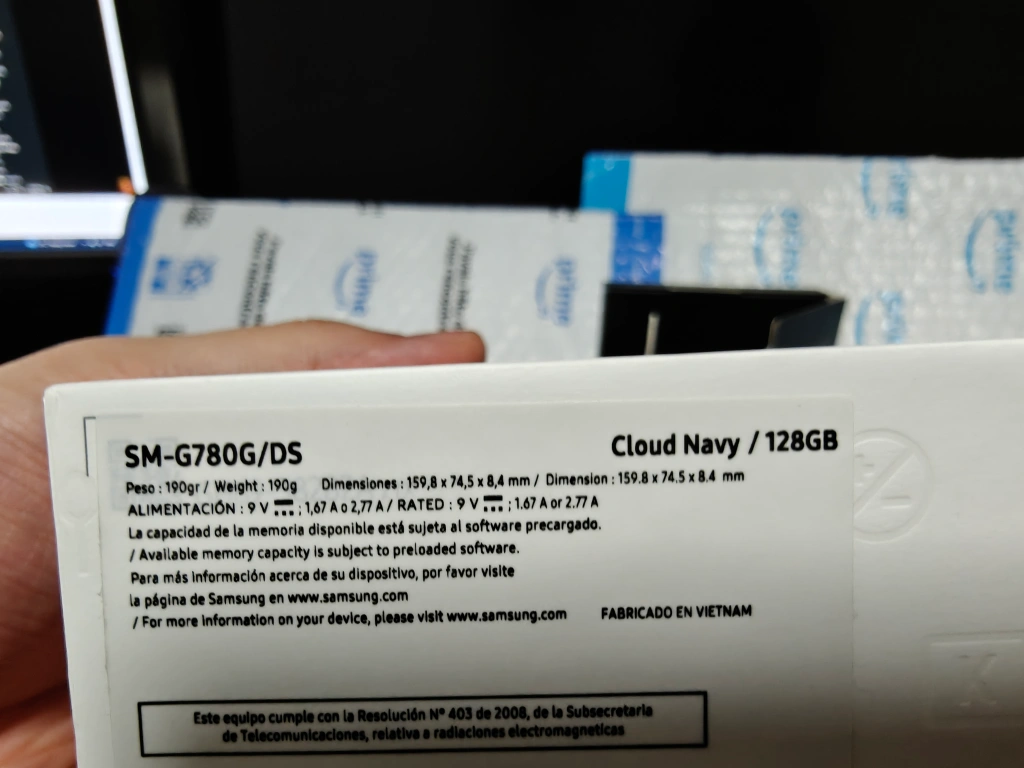 prime
prime
prime
prime
prime
SM-G780G/DS
Cloud Navy / 128GB
Peso : 190gr / Weight : 190g Dimensiones : 159,8 x 74,5 x 8,4 mm / Dimension : 159.8 x 74.5 x 8.4 mm
ALIMENTACIÓN : 9 V ⎓ ; 1,67 A o 2,77 A / RATED : 9 V ⎓ ; 1.67 A or 2.77 A
La capacidad de la memoria disponible está sujeta al software precargado.
/ Available memory capacity is subject to preloaded software.
Para más información acerca de su dispositivo, por favor visite
la página de Samsung en www.samsung.com
/ For more information on your device, please visit www.samsung.com FABRICADO EN VIETNAM
Este equipo cumple con la Resolución N° 403 de 2008, de la Subsecretaria
de Telecomunicaciones, relativa a radiaciones electromagneticas